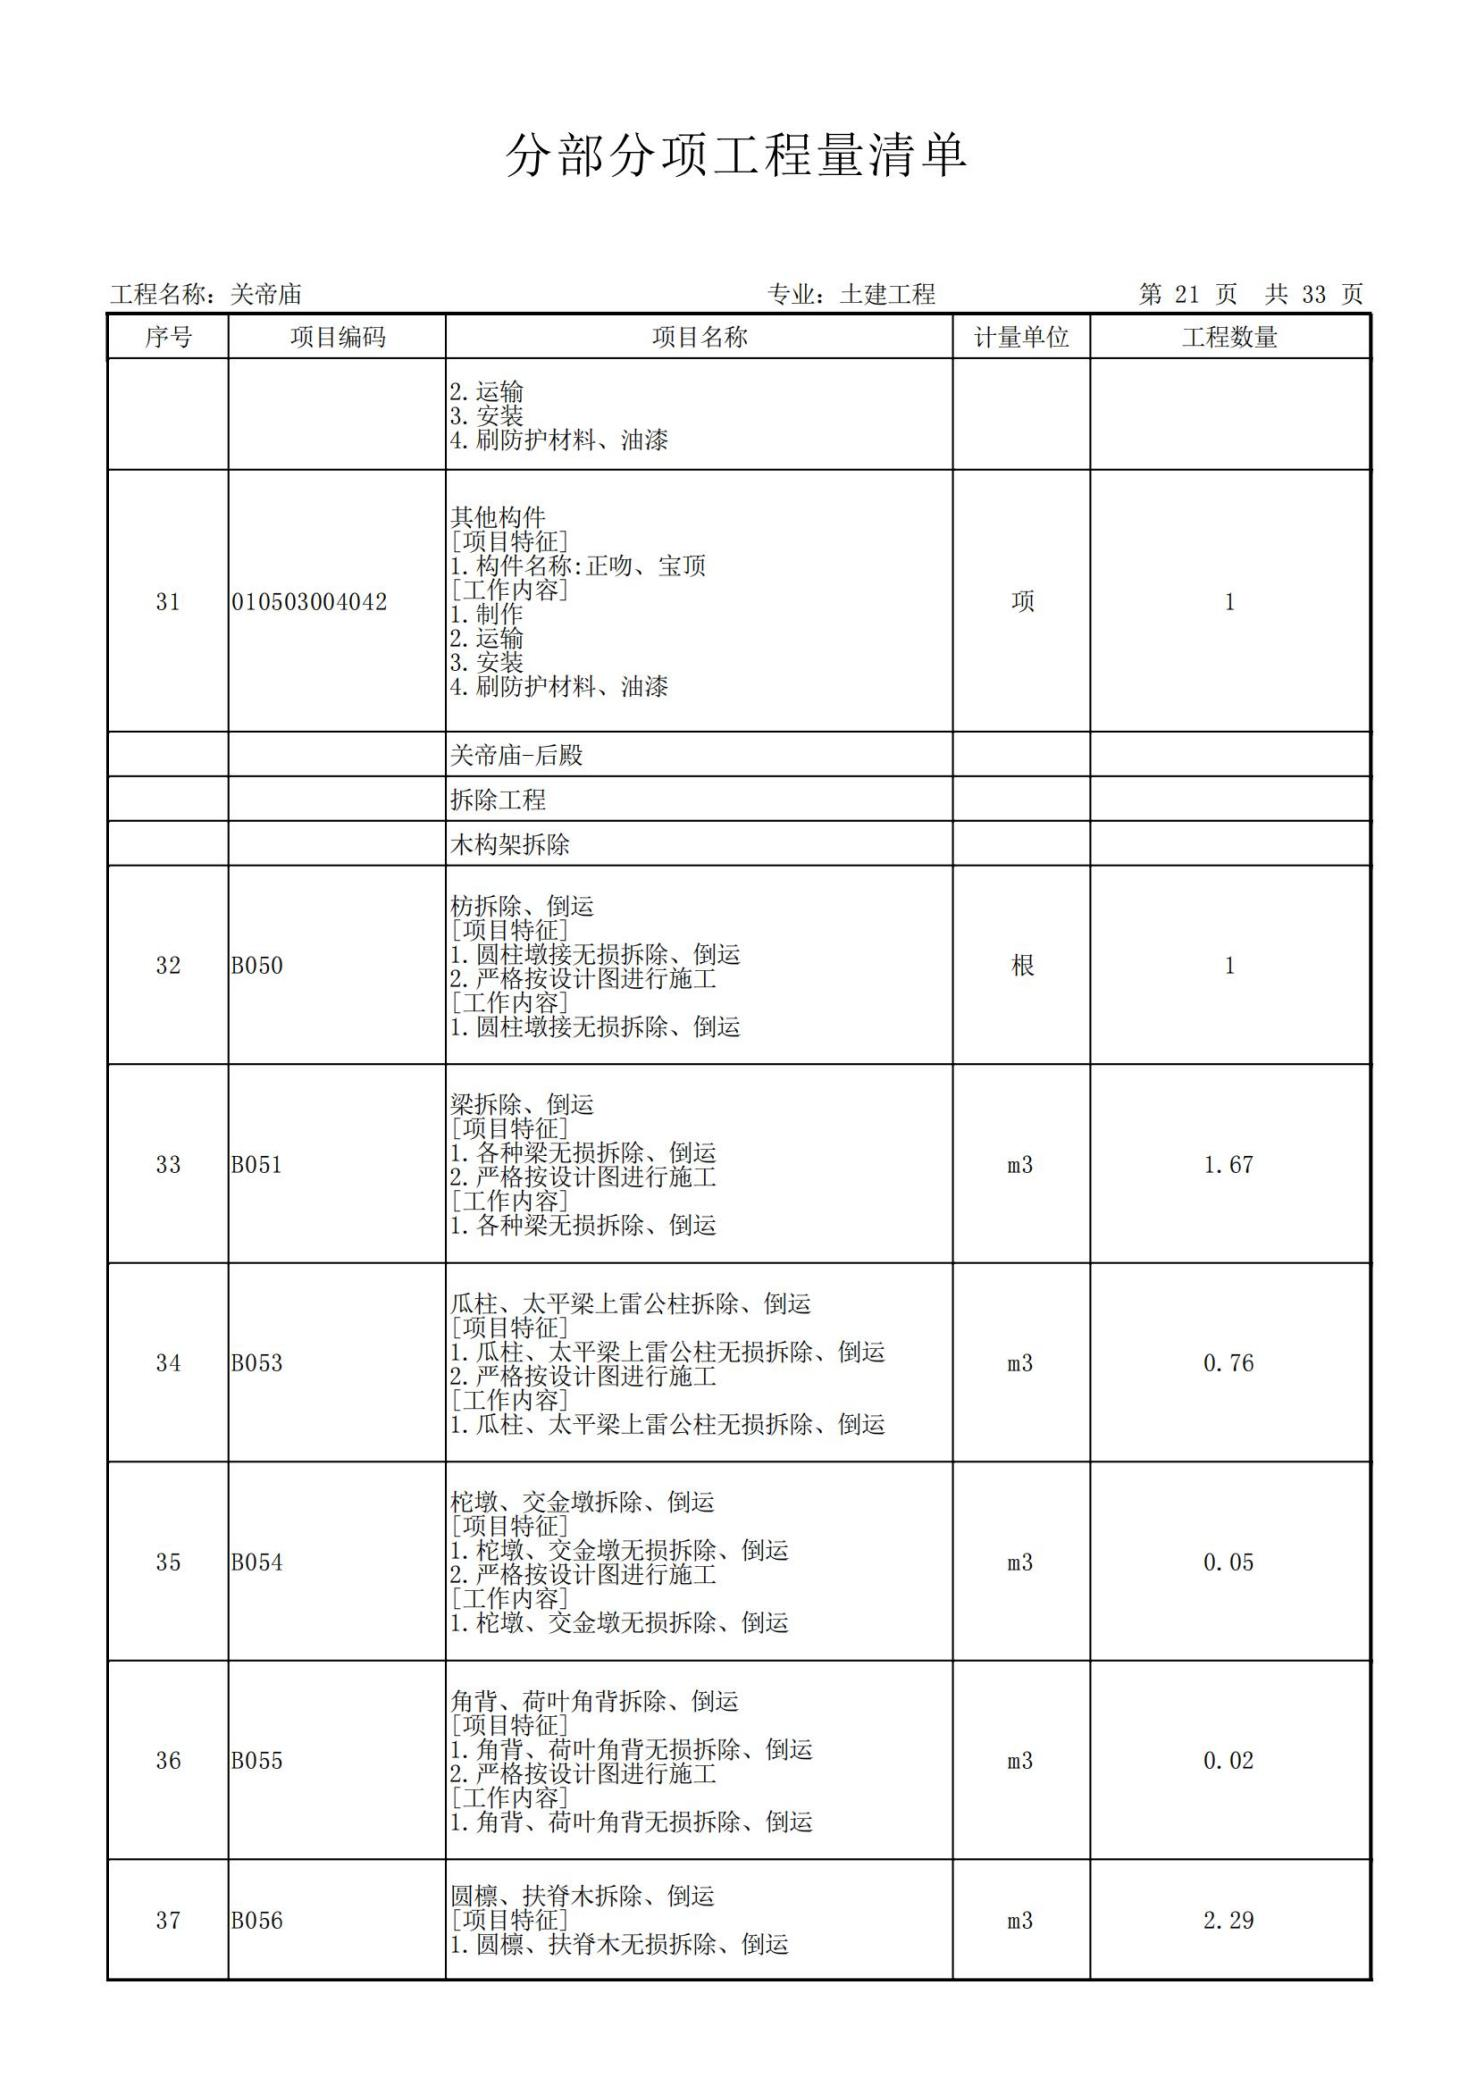 分部分项工程量清单
工程名称：关帝庙 专业：土建工程 第 21 页 共 33 页
序号 项目编码 项目名称 计量单位 工程数量
2.运输
3.安装
4.刷防护材料、油漆
其他构件
[项目特征]
1.构件名称:正吻、宝顶
[工作内容]
31 010503004042 项 1
1.制作
2.运输
3.安装
4.刷防护材料、油漆
关帝庙-后殿
拆除工程
木构架拆除
枋拆除、倒运
[项目特征]
1.圆柱墩接无损拆除、倒运
32 B050 根 1
2.严格按设计图进行施工
[工作内容]
1.圆柱墩接无损拆除、倒运
梁拆除、倒运
[项目特征]
1.各种梁无损拆除、倒运
33 B051 m3 1.67
2.严格按设计图进行施工
[工作内容]
1.各种梁无损拆除、倒运
瓜柱、太平梁上雷公柱拆除、倒运
[项目特征]
1.瓜柱、太平梁上雷公柱无损拆除、倒运
34 B053 m3 0.76
2.严格按设计图进行施工
[工作内容]
1.瓜柱、太平梁上雷公柱无损拆除、倒运
柁墩、交金墩拆除、倒运
[项目特征]
1.柁墩、交金墩无损拆除、倒运
35 B054 m3 0.05
2.严格按设计图进行施工
[工作内容]
1.柁墩、交金墩无损拆除、倒运
角背、荷叶角背拆除、倒运
[项目特征]
1.角背、荷叶角背无损拆除、倒运
36 B055 m3 0.02
2.严格按设计图进行施工
[工作内容]
1.角背、荷叶角背无损拆除、倒运
圆檩、扶脊木拆除、倒运
37 B056 [项目特征] m3 2.29
1.圆檩、扶脊木无损拆除、倒运